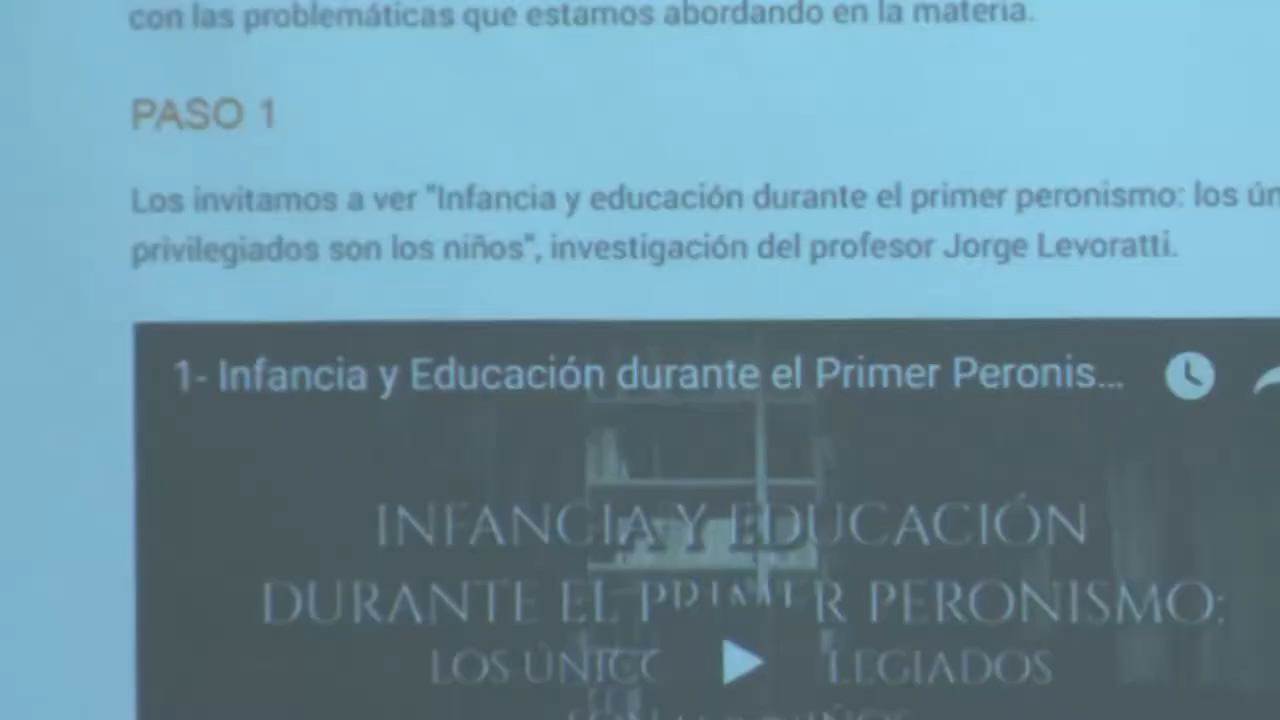 con las problemáticas que estamos abordando en la materia.
PASO 1
Los invitamos a ver "Infancia y educación durante el primer peronismo: los
privilegiados son los niños", investigación del profesor Jorge Levoratti.
1- Infancia y Educación durante el Primer Peronis...
INFANCIA Y EDUCACIÓN
DURANTE EL PRIMER PERONISMO:
LOS